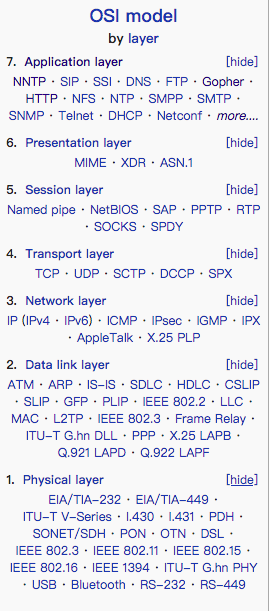 OSI model
by layer
7. Application layer [hide]
NNTP · SIP · SSI · DNS · FTP · Gopher ·
HTTP · NFS · NTP · SMPP · SMTP ·
SNMP · Telnet · DHCP · Netconf · more....
6. Presentation layer [hide]
MIME · XDR · ASN.1
5. Session layer [hide]
Named pipe · NetBIOS · SAP · PPTP · RTP
· SOCKS · SPDY
4. Transport layer [hide]
TCP · UDP · SCTP · DCCP · SPX
3. Network layer [hide]
IP (IPv4 · IPv6) · ICMP · IPsec · IGMP · IPX
· AppleTalk · X.25 PLP
2. Data link layer [hide]
ATM · ARP · IS-IS · SDLC · HDLC · CSLIP
· SLIP · GFP · PLIP · IEEE 802.2 · LLC ·
MAC · L2TP · IEEE 802.3 · Frame Relay ·
ITU-T G.hn DLL · PPP · X.25 LAPB ·
Q.921 LAPD · Q.922 LAPF
1. Physical layer [hide]
EIA/TIA-232 · EIA/TIA-449 ·
ITU-T V-Series · I.430 · I.431 · PDH ·
SONET/SDH · PON · OTN · DSL ·
IEEE 802.3 · IEEE 802.11 · IEEE 802.15 ·
IEEE 802.16 · IEEE 1394 · ITU-T G.hn PHY
· USB · Bluetooth · RS-232 · RS-449